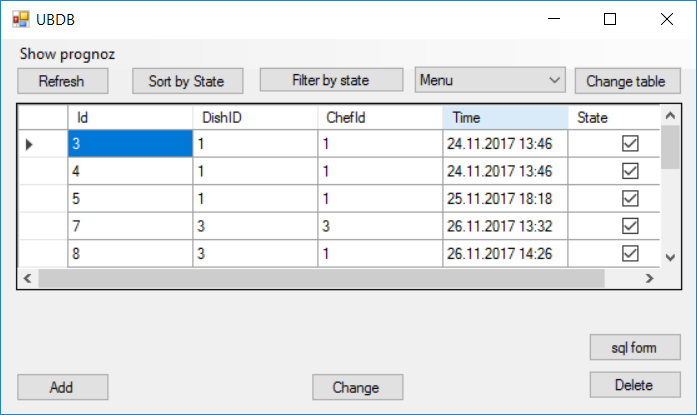 UBDB
Show prognoz
Refresh Sort by State Filter by state Menu Change table
Id DishID ChefId Time State
3 1 1 24.11.2017 13:46
4 1 1 24.11.2017 13:46
5 1 1 25.11.2017 18:18
7 3 3 26.11.2017 13:32
8 3 1 26.11.2017 14:26
sql form
Add Change Delete